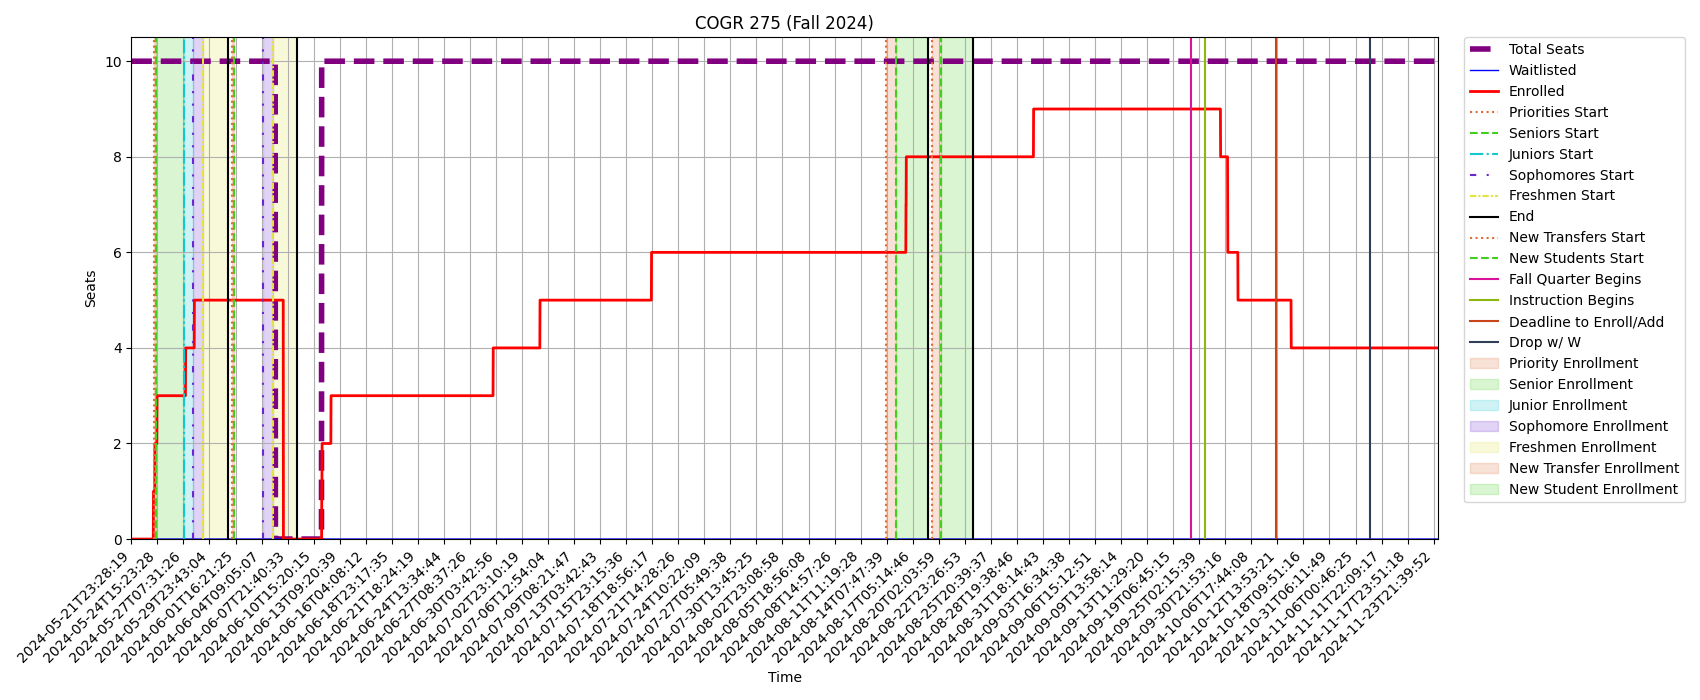 COGR 275 (Fall 2024)
Seats
10
8
6
4
2
0
2024-05-21T23:28:19
2024-05-24T15:23:28
2024-05-27T07:31:26
2024-05-29T23:43:04
2024-06-01T16:21:25
2024-06-04T09:05:07
2024-06-07T21:40:33
2024-06-10T15:20:15
2024-06-13T09:20:39
2024-06-16T04:08:12
2024-06-18T23:17:35
2024-06-21T18:24:19
2024-06-24T13:34:44
2024-06-27T08:37:26
2024-06-30T03:42:56
2024-07-02T23:10:19
2024-07-06T12:54:04
2024-07-09T08:21:47
2024-07-13T03:42:43
2024-07-15T23:15:36
2024-07-18T18:56:17
2024-07-21T14:28:26
2024-07-24T10:22:09
2024-07-27T05:49:38
2024-07-30T13:45:25
2024-08-02T23:08:58
2024-08-05T18:56:08
2024-08-08T14:57:26
2024-08-11T11:19:28
2024-08-14T07:47:39
2024-08-17T05:14:46
2024-08-20T02:03:59
2024-08-22T23:26:53
2024-08-25T20:39:37
2024-08-28T19:38:46
2024-08-31T18:14:43
2024-09-03T16:34:38
2024-09-06T15:12:51
2024-09-09T13:58:14
2024-09-13T11:29:20
2024-09-19T06:45:15
2024-09-25T02:15:39
2024-09-30T21:53:16
2024-10-06T17:44:08
2024-10-12T13:53:21
2024-10-18T09:51:16
2024-10-31T06:11:49
2024-11-06T00:46:25
2024-11-11T22:09:17
2024-11-17T23:51:18
2024-11-23T21:39:52
Time
Total Seats
Waitlisted
Enrolled
Priorities Start
Seniors Start
Juniors Start
Sophomores Start
Freshmen Start
End
New Transfers Start
New Students Start
Fall Quarter Begins
Instruction Begins
Deadline to Enroll/Add
Drop w/ W
Priority Enrollment
Senior Enrollment
Junior Enrollment
Sophomore Enrollment
Freshmen Enrollment
New Transfer Enrollment
New Student Enrollment